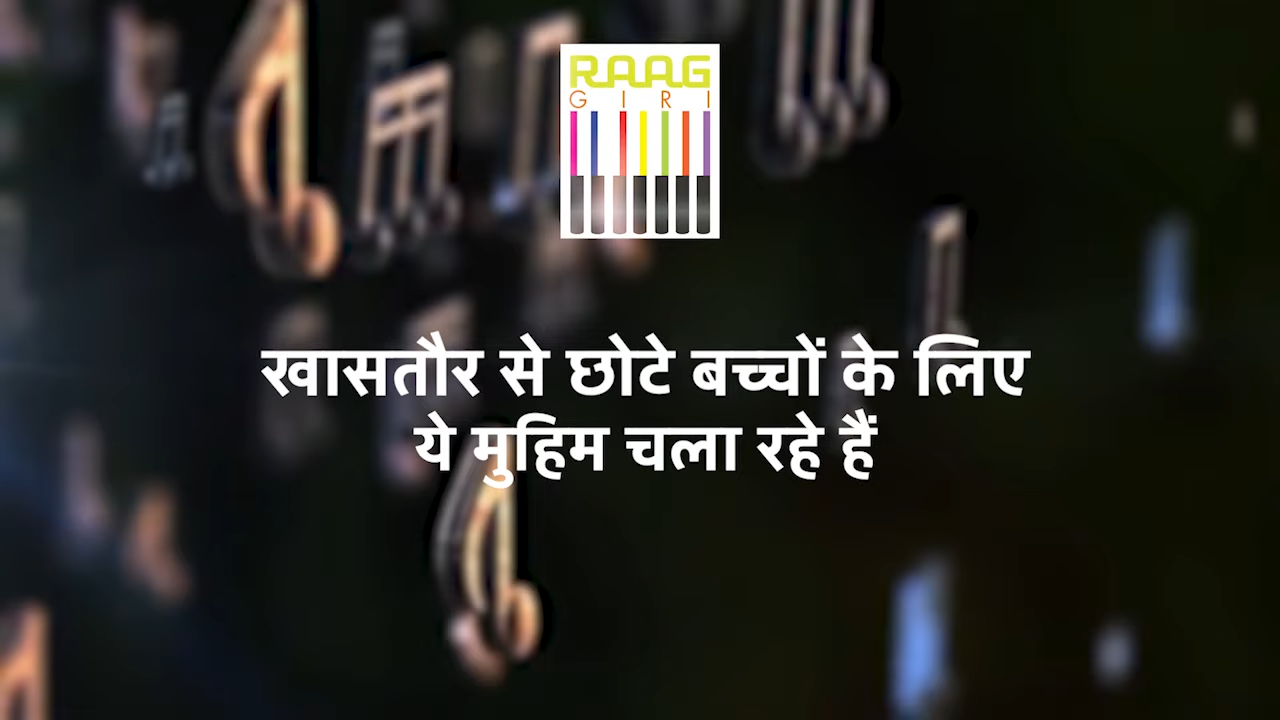 RAAG
GIRI
खासतौर से छोटे बच्चों के लिए
ये मुहिम चला रहे हैं